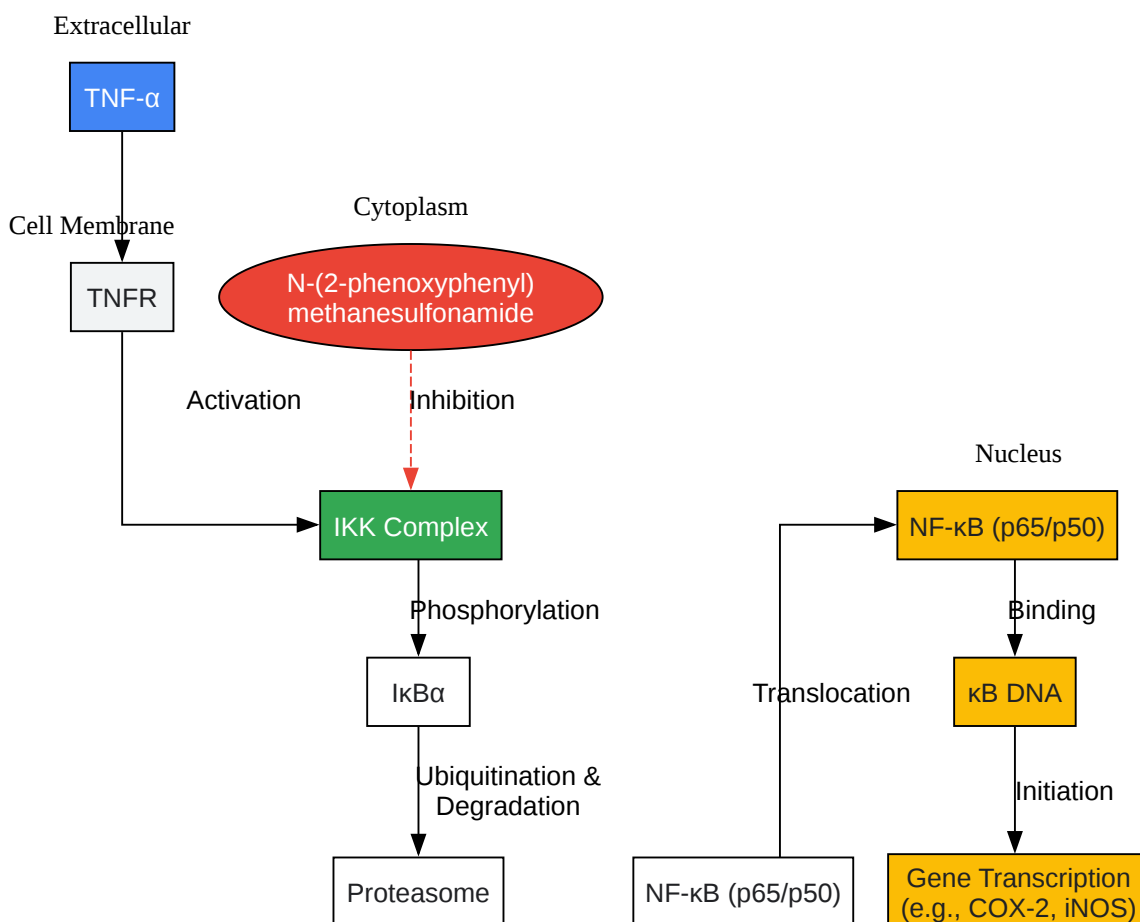 Extracellular
TNF-α
Cell Membrane
TNFR
Cytoplasm
N-(2-phenoxyphenyl)
methanesulfonamide
Activation
Inhibition
IKK Complex
Phosphorylation
IκBα
Ubiquitination &
Degradation
Proteasome
Nucleus
NF-κB (p65/p50)
Binding
Translocation
κB DNA
Initiation
NF-κB (p65/p50)
Gene Transcription
(e.g., COX-2, iNOS)